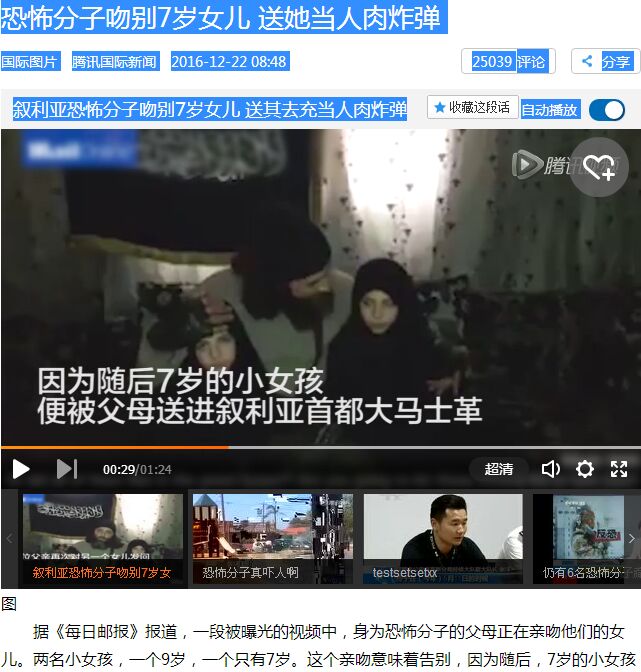 恐怖分子吻别7岁女儿 送她当人肉炸弹
国际图片 腾讯国际新闻 2016-12-22 08:48 25039 评论 分享
叙利亚恐怖分子吻别7岁女儿 送其去充当人肉炸弹 收藏这段话 自动播放
因为随后7岁的小女孩
便被父母送进叙利亚首都大马士革
00:29/01:24 超清
叙利亚恐怖分子吻别7岁女 恐怖分子真吓人啊 testsetsetxx 仍有6名恐怖分子
图
据《每日邮报》报道，一段被曝光的视频中，身为恐怖分子的父母正在亲吻他们的女
儿。两名小女孩，一个9岁，一个只有7岁。这个亲吻意味着告别，因为随后，7岁的小女孩